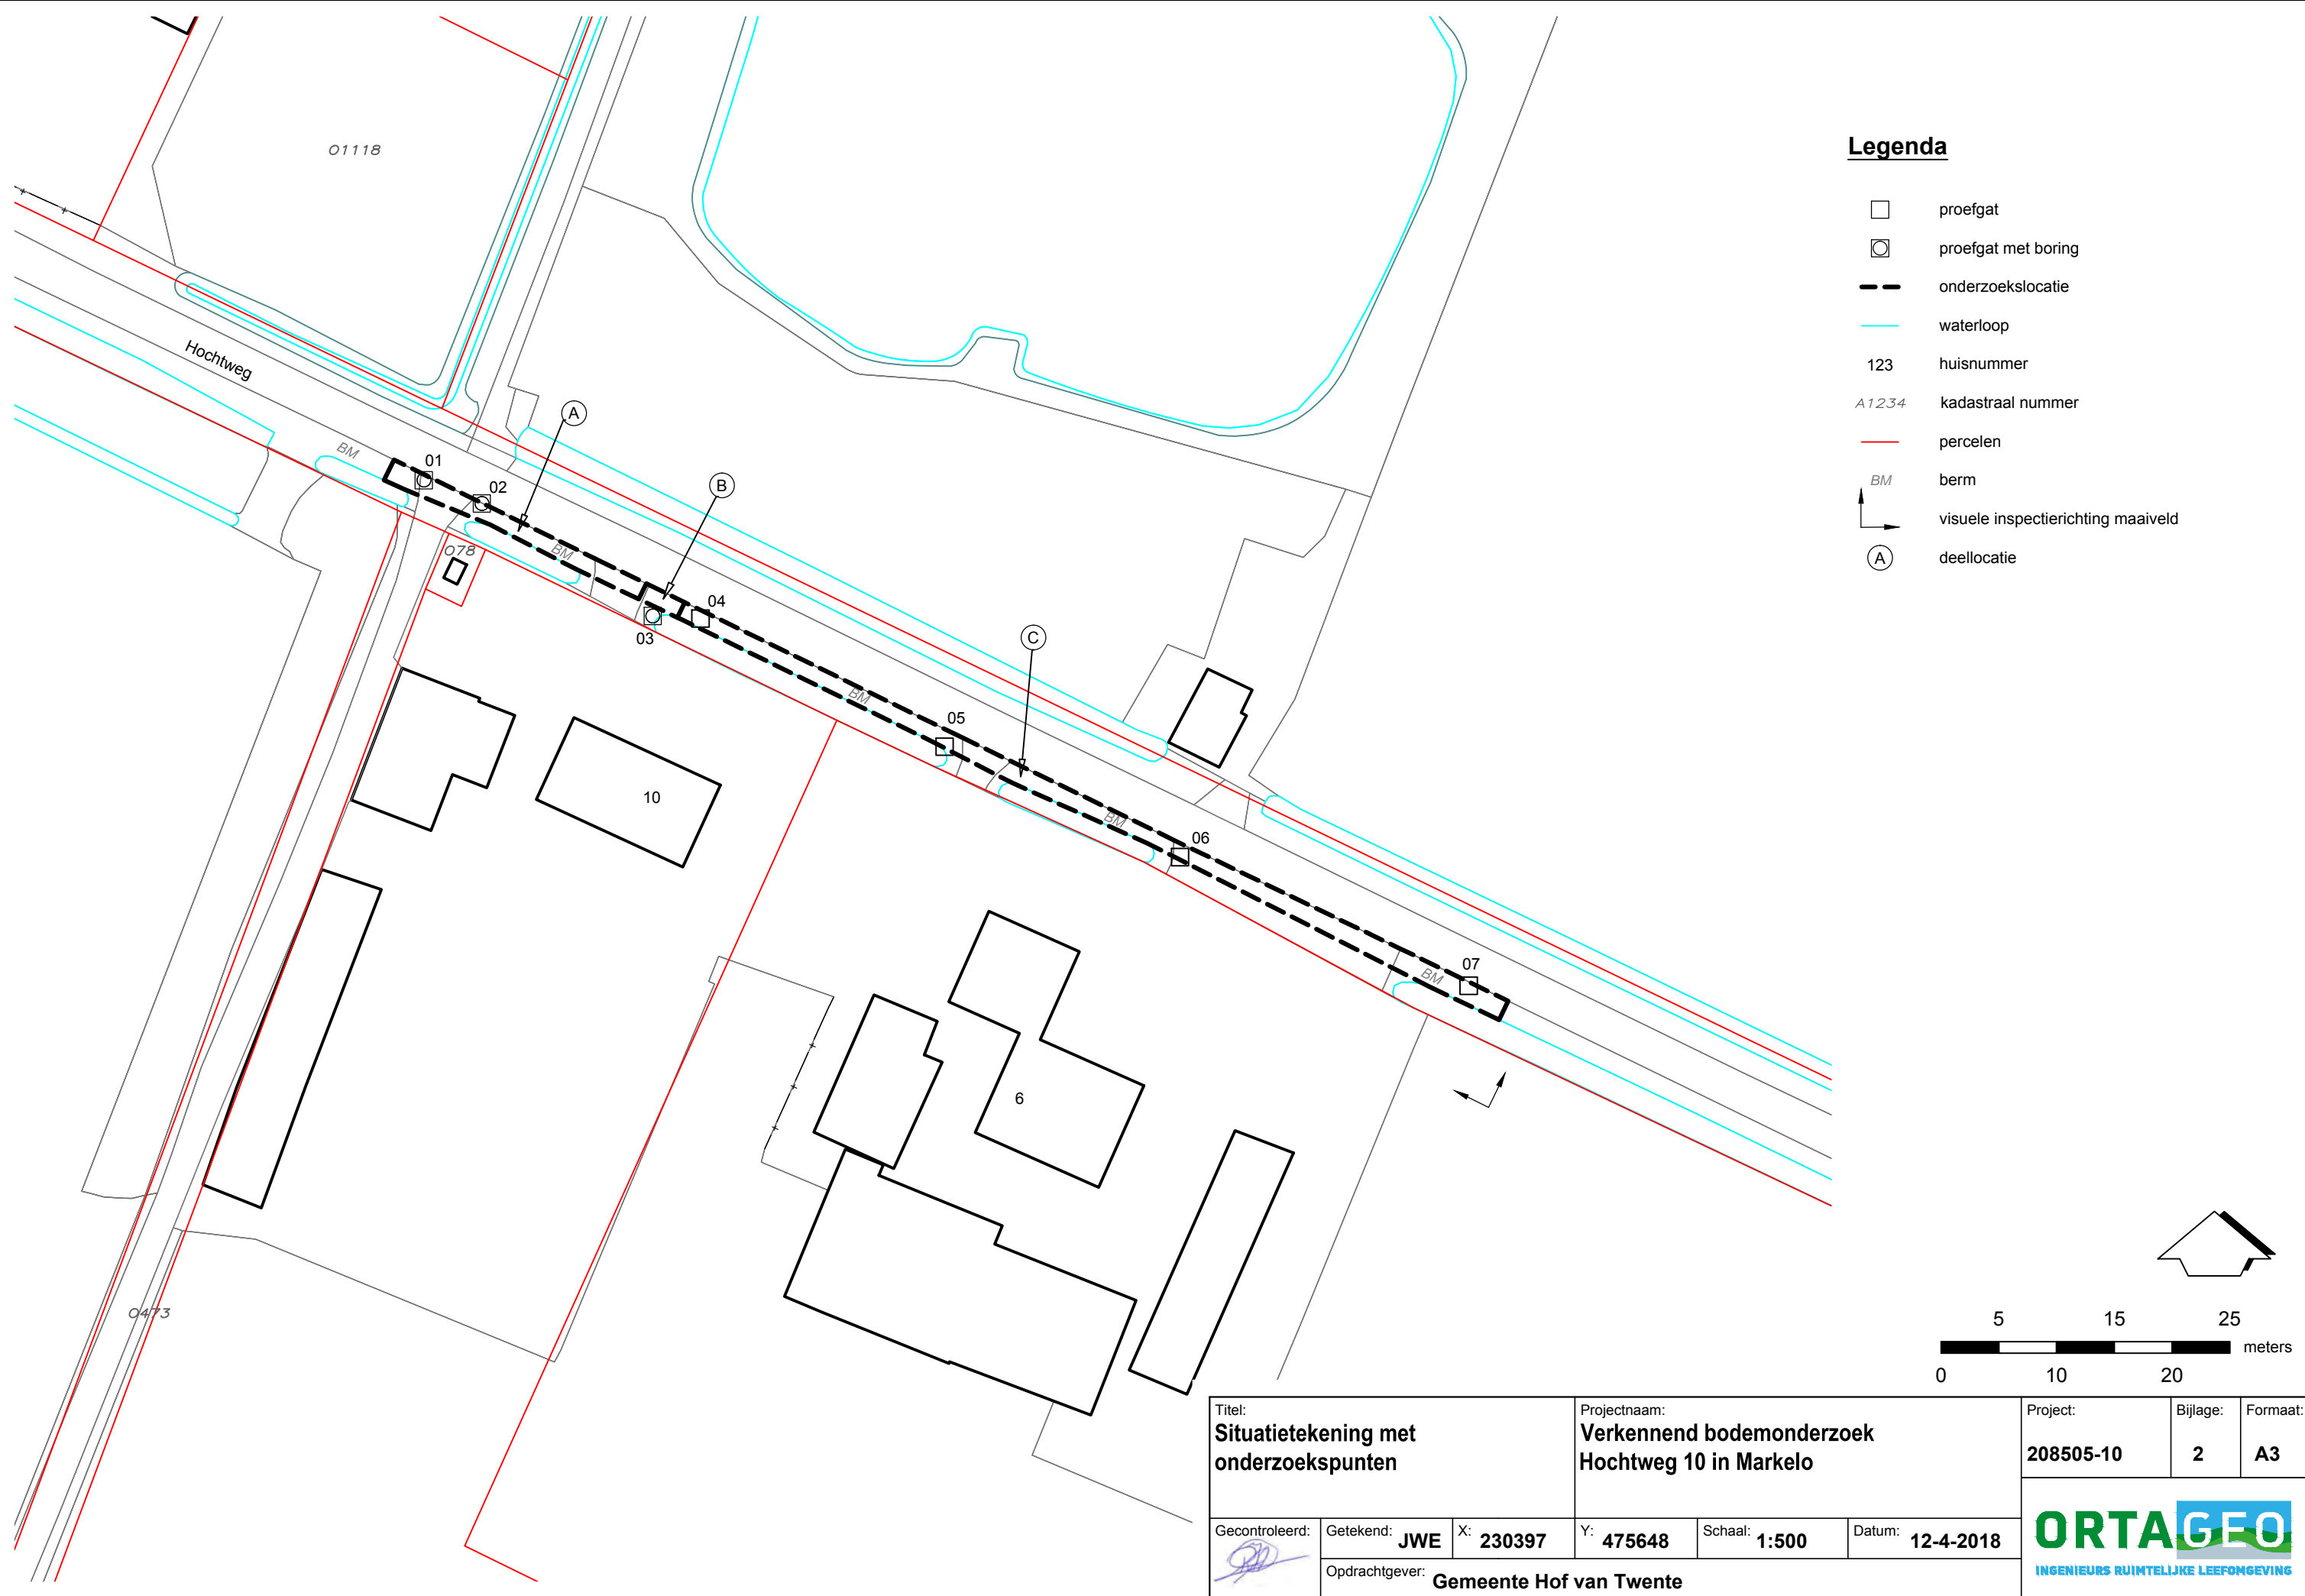 O1118
Hochtweg
BM
01
02
A
B
BM
O78
03
04
C
BM
05
10
BM
06
07
BM
6
O473
Legenda
proefgat
proefgat met boring
onderzoekslocatie
waterloop
123 huisnummer
A1234 kadastraal nummer
percelen
BM berm
visuele inspectierichting maaiveld
A deellocatie
5 15 25
meters
0 10 20
Titel:
Situatietekening met
onderzoekspunten
Projectnaam:
Verkennend bodemonderzoek
Hochtweg 10 in Markelo
Project:
208505-10
Bijlage:
2
Formaat:
A3
Gecontroleerd:
Getekend: JWE
X: 230397
Y: 475648
Schaal: 1:500
Datum: 12-4-2018
Opdrachtgever: Gemeente Hof van Twente
ORTAGEO
INGENIEURS RUIMTELIJKE LEEFOMGEVING